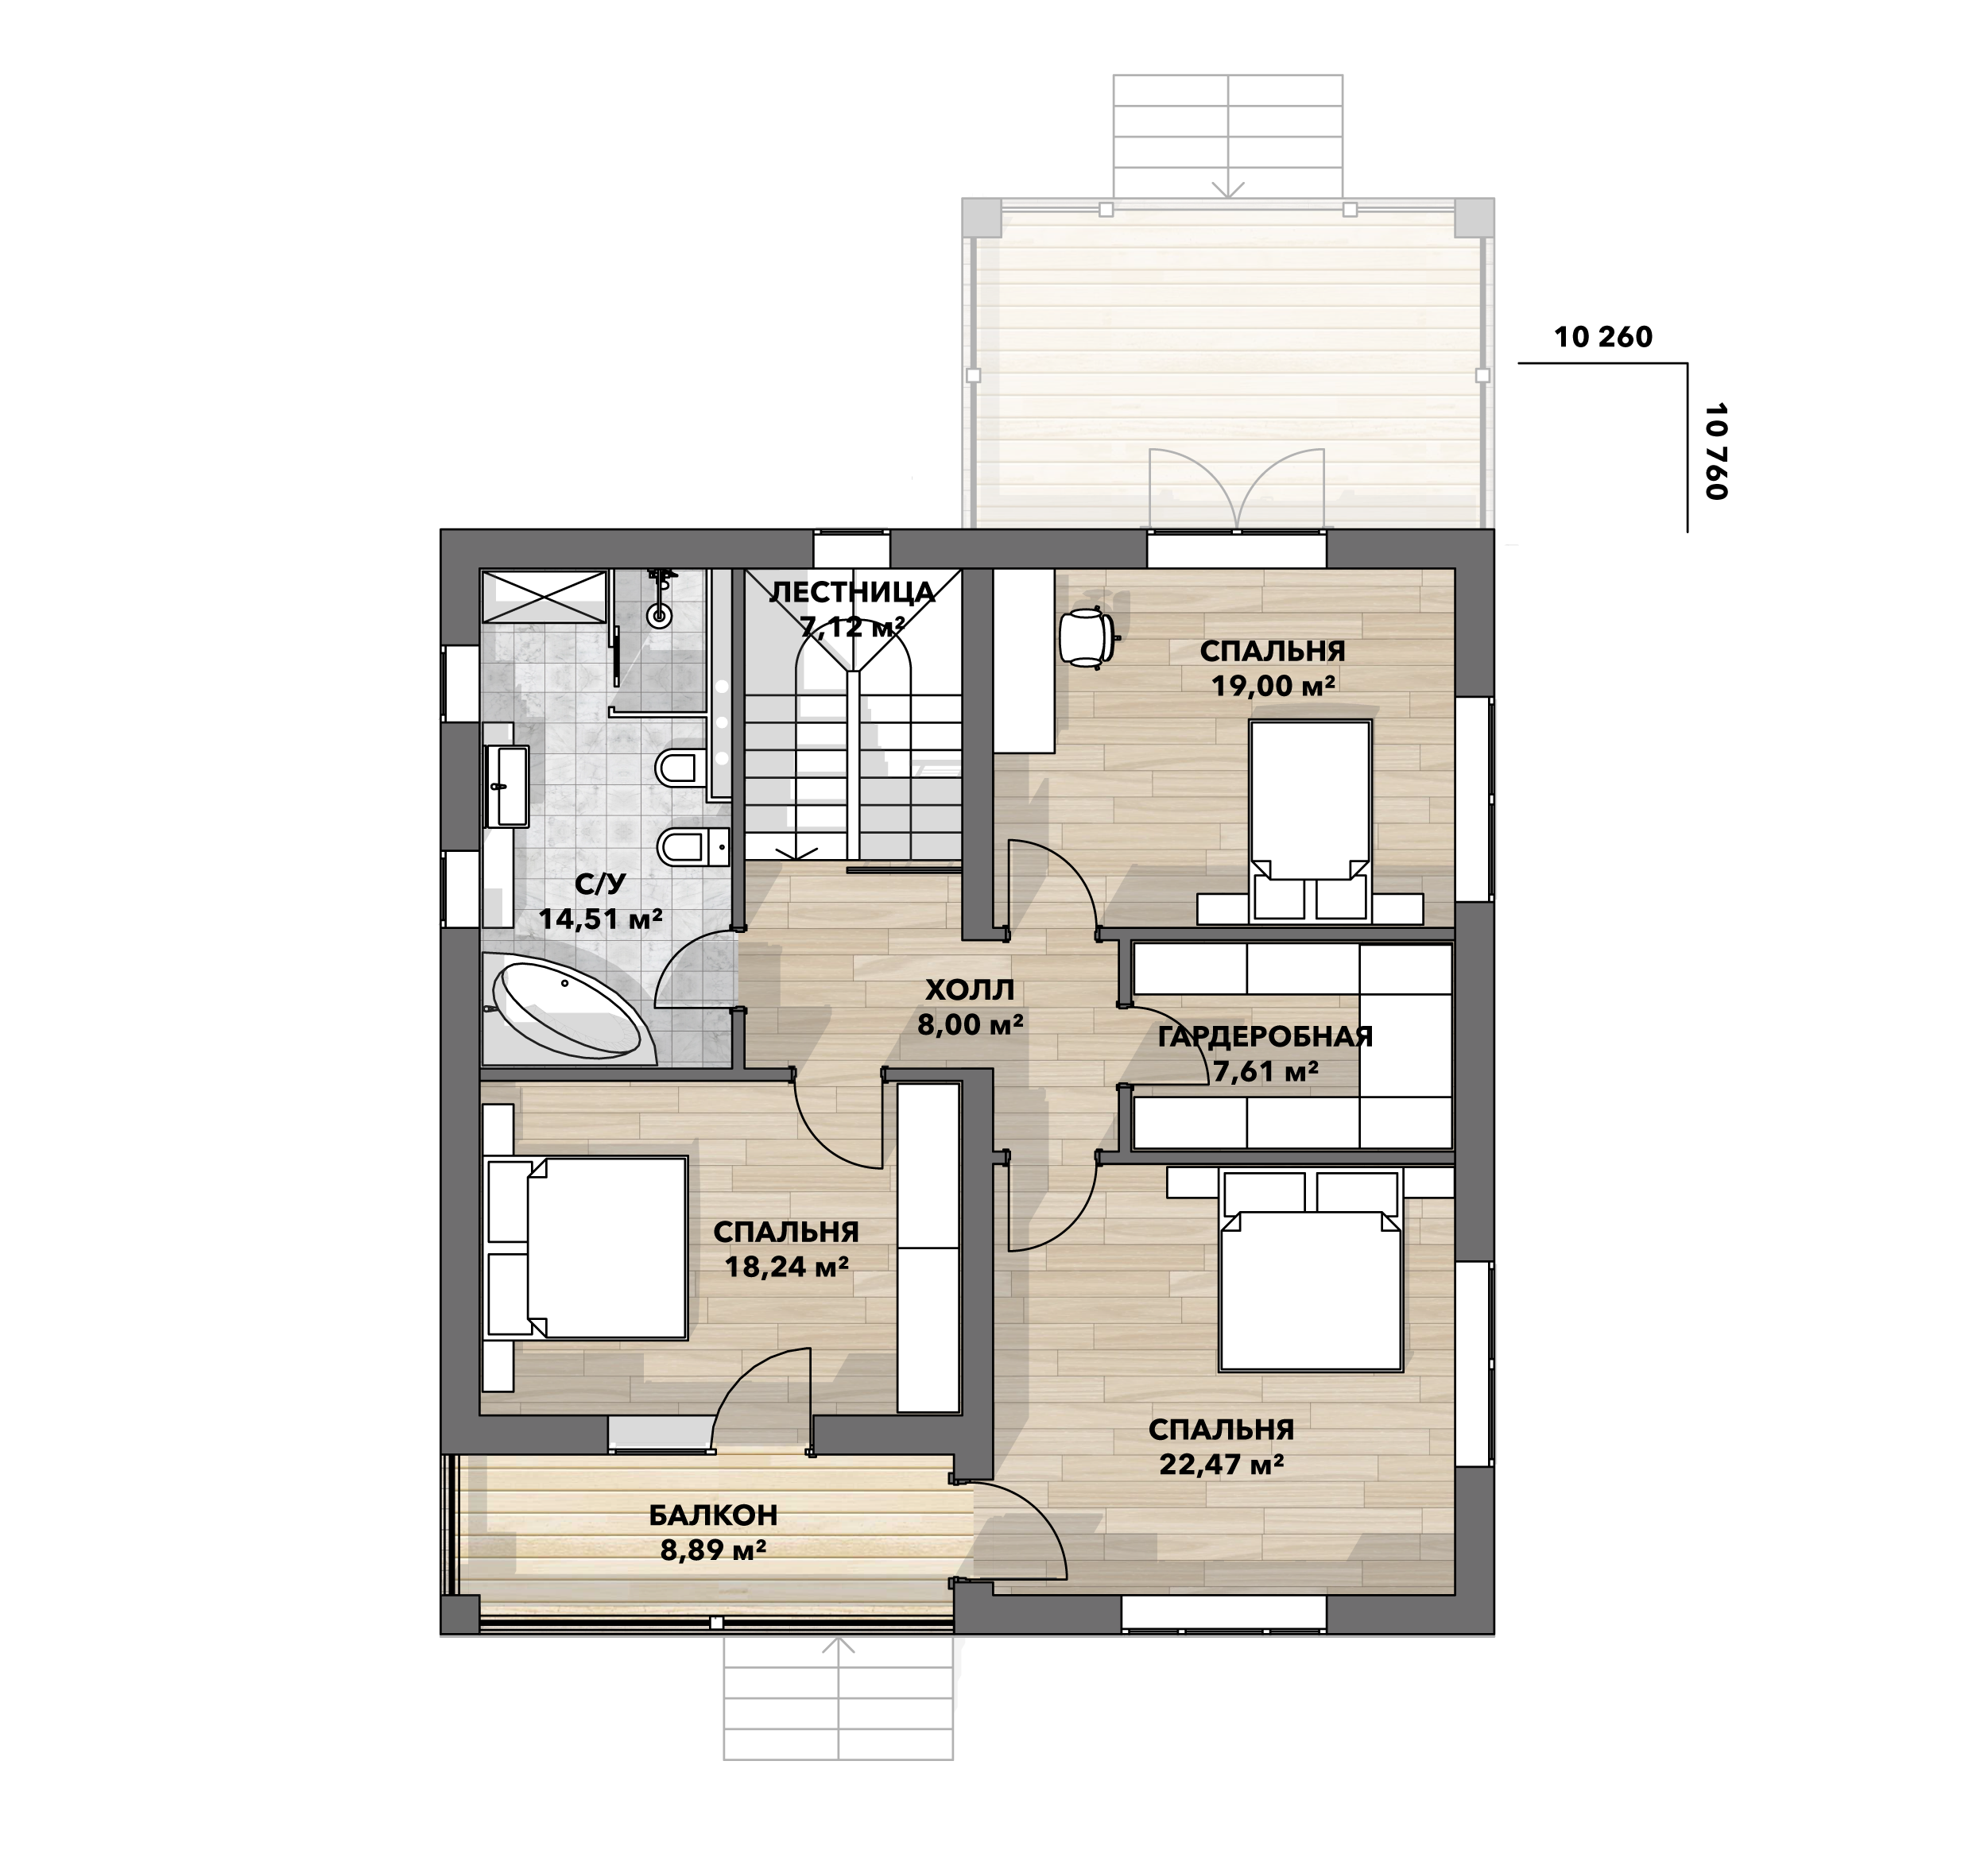 10 260
10 760
ЛЕСТНИЦА
7,12 м²
СПАЛЬНЯ
19,00 м²
С/У
14,51 м²
ХОЛЛ
8,00 м²
ГАРДЕРОБНАЯ
7,61 м²
СПАЛЬНЯ
18,24 м²
СПАЛЬНЯ
22,47 м²
БАЛКОН
8,89 м²